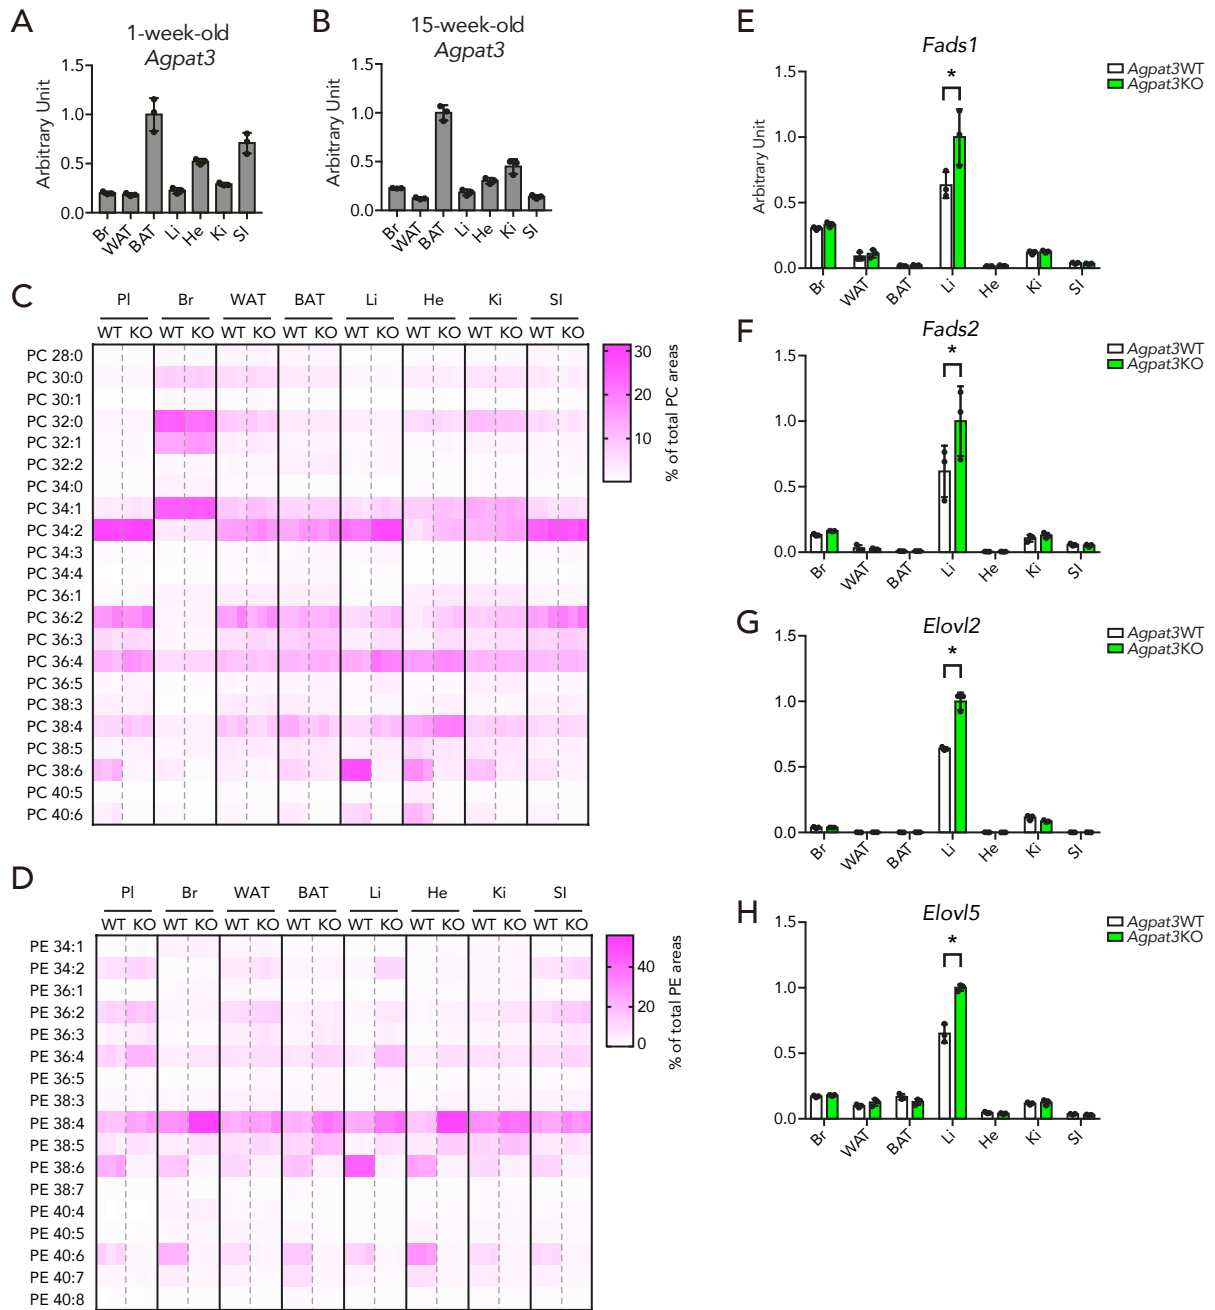 A
1-week-old
Agpat3
Arbitrary Unit
1.5
1.0
0.5
0.0
Br WAT BAT Li He Ki SI
B
15-week-old
Agpat3
Arbitrary Unit
1.5
1.0
0.5
0.0
Br WAT BAT Li He Ki SI
C
Pl Br WAT BAT Li He Ki SI
WT KO WT KO WT KO WT KO WT KO WT KO WT KO WT KO
PC 28:0
PC 30:0
PC 30:1
PC 32:0
PC 32:1
PC 32:2
PC 34:0
PC 34:1
PC 34:2
PC 34:3
PC 34:4
PC 36:1
PC 36:2
PC 36:3
PC 36:4
PC 36:5
PC 38:3
PC 38:4
PC 38:5
PC 38:6
PC 40:5
PC 40:6
30
20
10
% of total PC areas
D
Pl Br WAT BAT Li He Ki SI
WT KO WT KO WT KO WT KO WT KO WT KO WT KO WT KO
PE 34:1
PE 34:2
PE 36:1
PE 36:2
PE 36:3
PE 36:4
PE 36:5
PE 38:3
PE 38:4
PE 38:5
PE 38:6
PE 38:7
PE 40:4
PE 40:5
PE 40:6
PE 40:7
PE 40:8
40
20
0
% of total PE areas
E
Fads1
Agpat3WT
Agpat3KO
Arbitrary Unit
1.5
1.0
0.5
0.0
*
Br WAT BAT Li He Ki SI
F
Fads2
Agpat3WT
Agpat3KO
1.5
1.0
0.5
0.0
*
Br WAT BAT Li He Ki SI
G
Elovl2
Agpat3WT
Agpat3KO
1.5
1.0
0.5
0.0
*
Br WAT BAT Li He Ki SI
H
Elovl5
Agpat3WT
Agpat3KO
1.5
1.0
0.5
0.0
*
Br WAT BAT Li He Ki SI